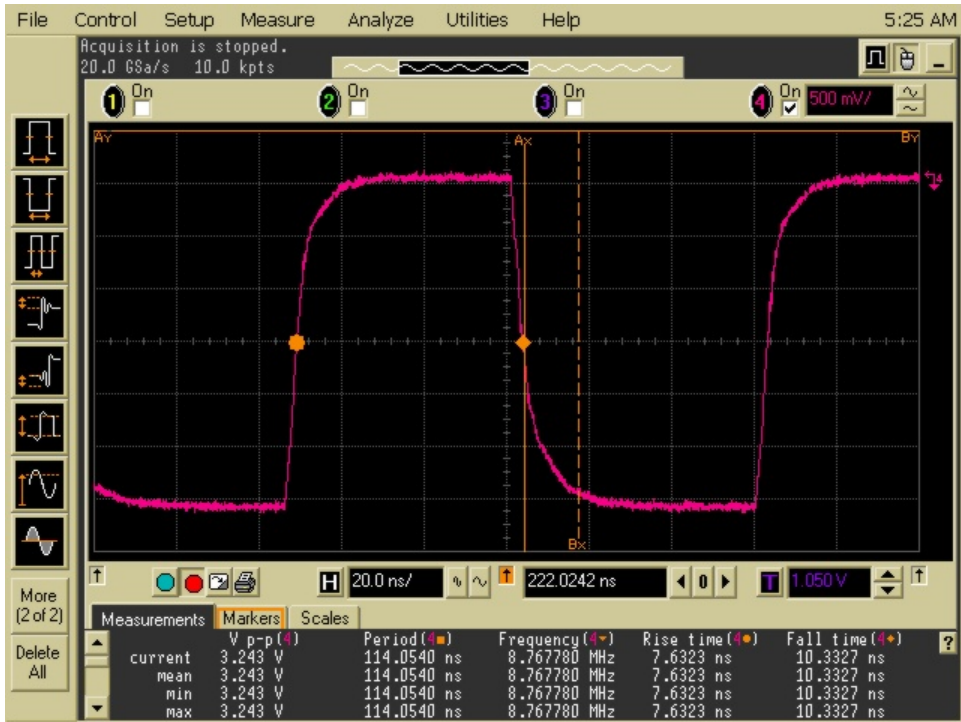 File Control Setup Measure Analyze Utilities Help 5:25 AM
Acquisition is stopped.
20.0 GSa/s 10.0 kpts
1 On 2 On 3 On 4 On 500 mV/
AY Ax BY
4
Bx
H 20.0 ns/ 222.0242 ns 0 T 1.050 V
More
(2 of 2)
Delete
All
Measurements Markers Scales
V p-p(4) Period(4■) Frequency(4▾) Rise time(4●) Fall time(4◆) ?
current 3.243 V 114.0540 ns 8.767780 MHz 7.6323 ns 10.3327 ns
mean 3.243 V 114.0540 ns 8.767780 MHz 7.6323 ns 10.3327 ns
min 3.243 V 114.0540 ns 8.767780 MHz 7.6323 ns 10.3327 ns
max 3.243 V 114.0540 ns 8.767780 MHz 7.6323 ns 10.3327 ns